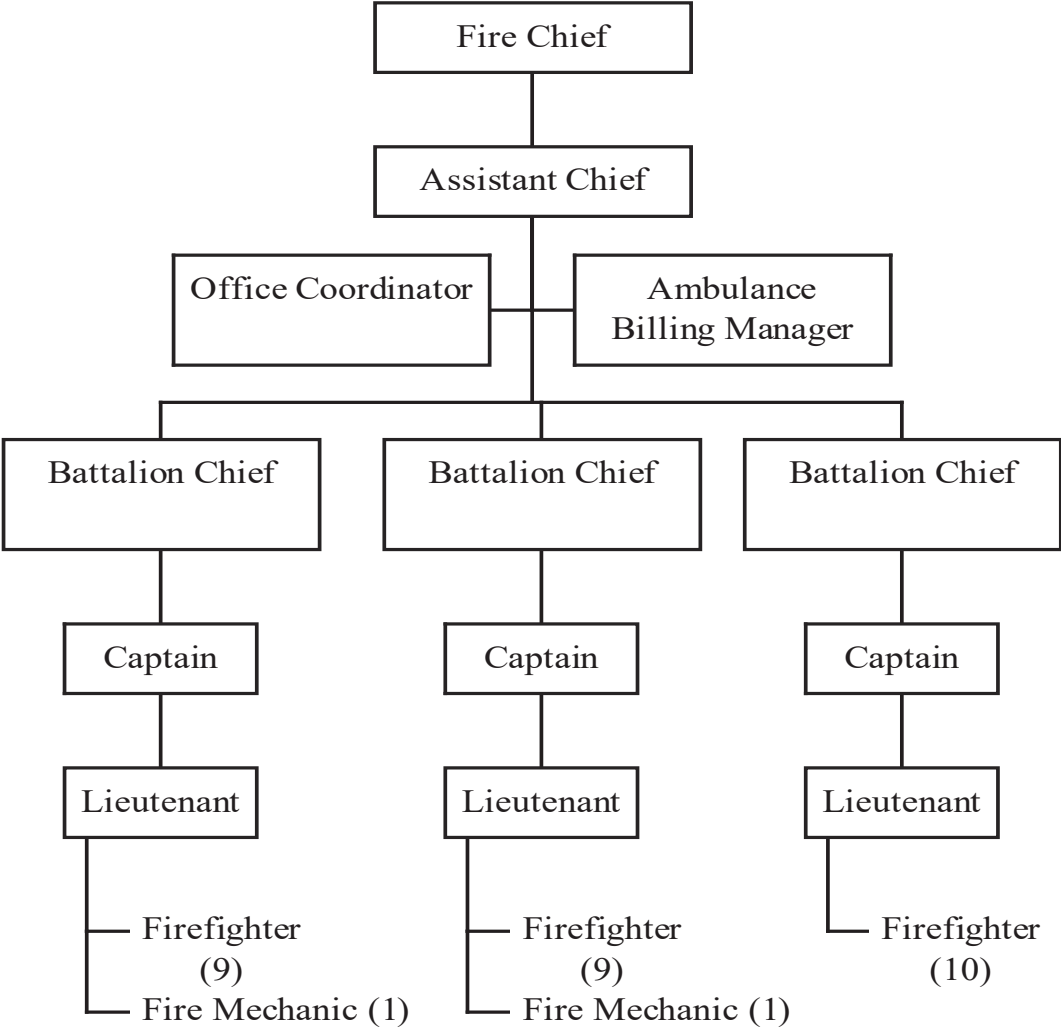 Fire Chief
Assistant Chief
Office Coordinator
Ambulance
Billing Manager
Battalion Chief
Battalion Chief
Battalion Chief
Captain
Captain
Captain
Lieutenant
Lieutenant
Lieutenant
Firefighter
(9)
Fire Mechanic (1)
Firefighter
(9)
Fire Mechanic (1)
Firefighter
(10)